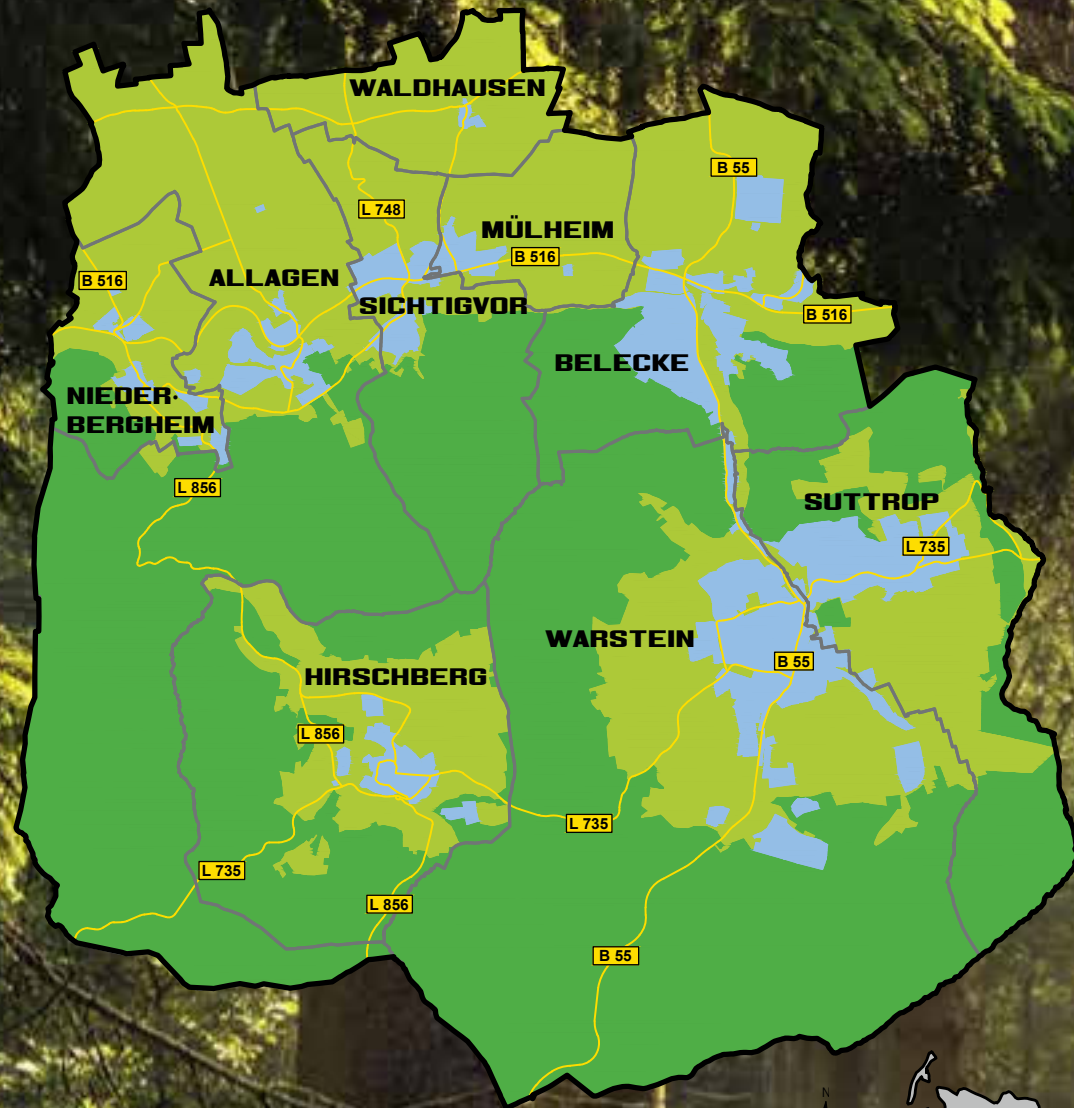 WALDHAUSEN
B 55
L 748
MÜLHEIM
B 516
ALLAGEN
B 516
SICHTIGVOR
B 516
BELECKE
NIEDER-
BERGHEIM
L 856
SUTTROP
L 735
WARSTEIN
B 55
HIRSCHBERG
L 856
L 735
L 735
L 856
B 55
N